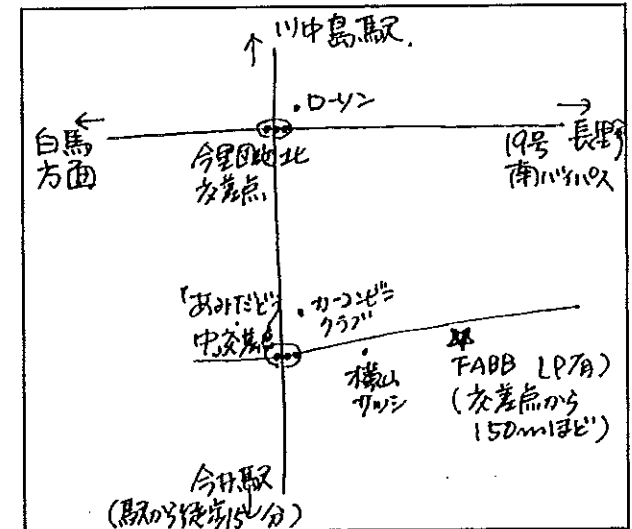 ↑川中島駅.
・ローソン
←
白馬
方面
今里団地北
交差点
→
19号 長野
南バイパス
「あみだどう
中」交差点
・カーコンビニ
クラブ
横山
サッシ
FABB (P7台)
(交差点から
150mほど)
今井駅
(駅から徒歩15分)